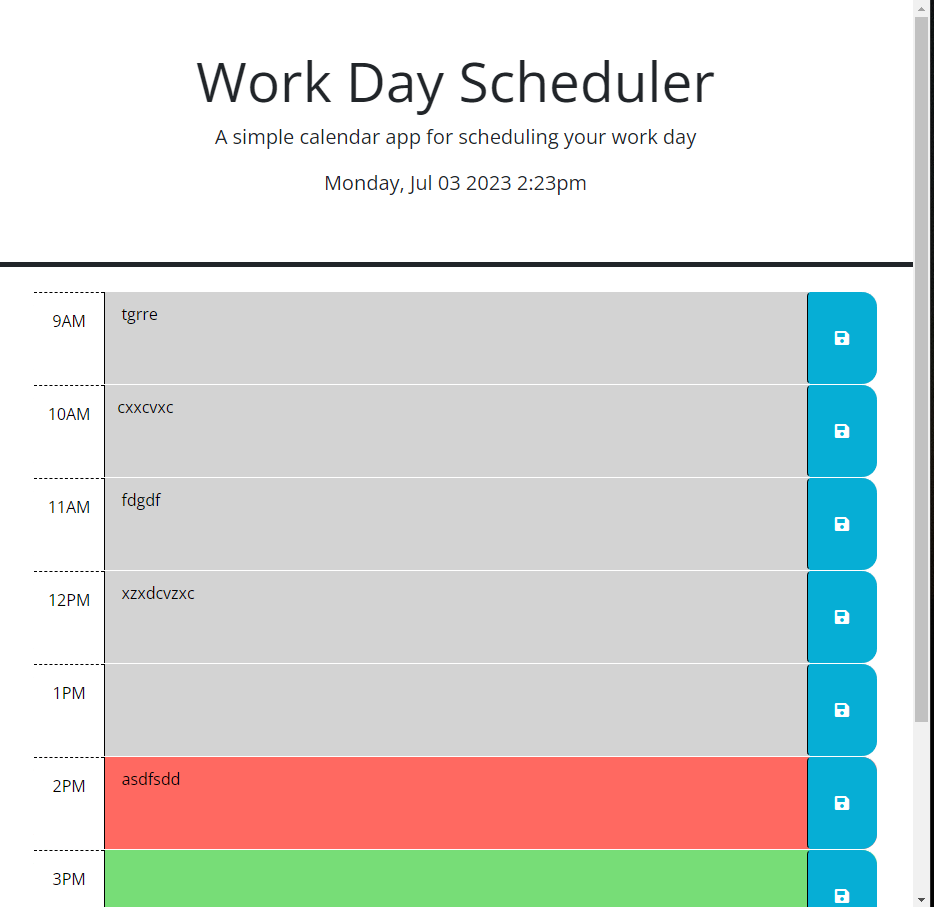 Work Day Scheduler
A simple calendar app for scheduling your work day
Monday, Jul 03 2023 2:23pm
9AM tgrre
10AM cxxcvxc
11AM fdgdf
12PM xzxdcvzxc
1PM
2PM asdfsdd
3PM